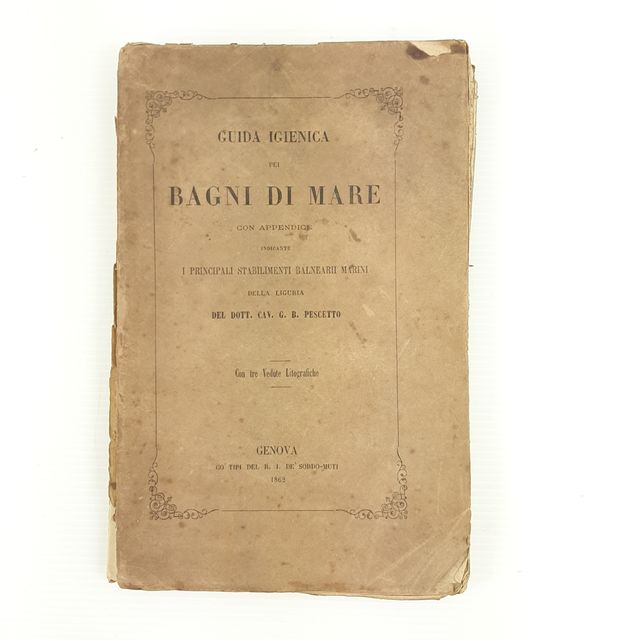 GUIDA IGIENICA
PEI
BAGNI DI MARE
CON APPENDICE
INDICANTE
I PRINCIPALI STABILIMENTI BALNEARII MARINI
DELLA LIGURIA
DEL DOTT. CAV. G. B. PESCETTO
Con tre Vedute Litografiche
GENOVA
CO' TIPI DEL R. I. DE' SORDO-MUTI
1862